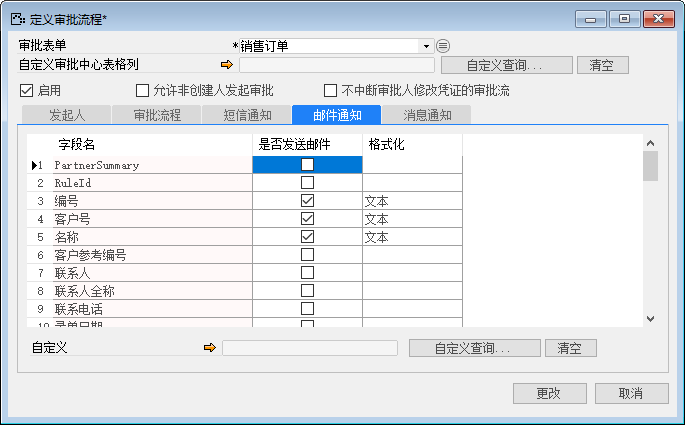 定义审批流程*
审批表单 *销售订单
自定义审批中心表格列 自定义查询... 清空
启用 允许非创建人发起审批 不中断审批人修改凭证的审批流
发起人 审批流程 短信通知 邮件通知 消息通知
字段名 是否发送邮件 格式化
1 PartnerSummary
2 RuleId
3 编号 文本
4 客户号 文本
5 名称 文本
6 客户参考编号
7 联系人
8 联系人全称
9 联系电话
10 录单日期
自定义 自定义查询... 清空
更改 取消